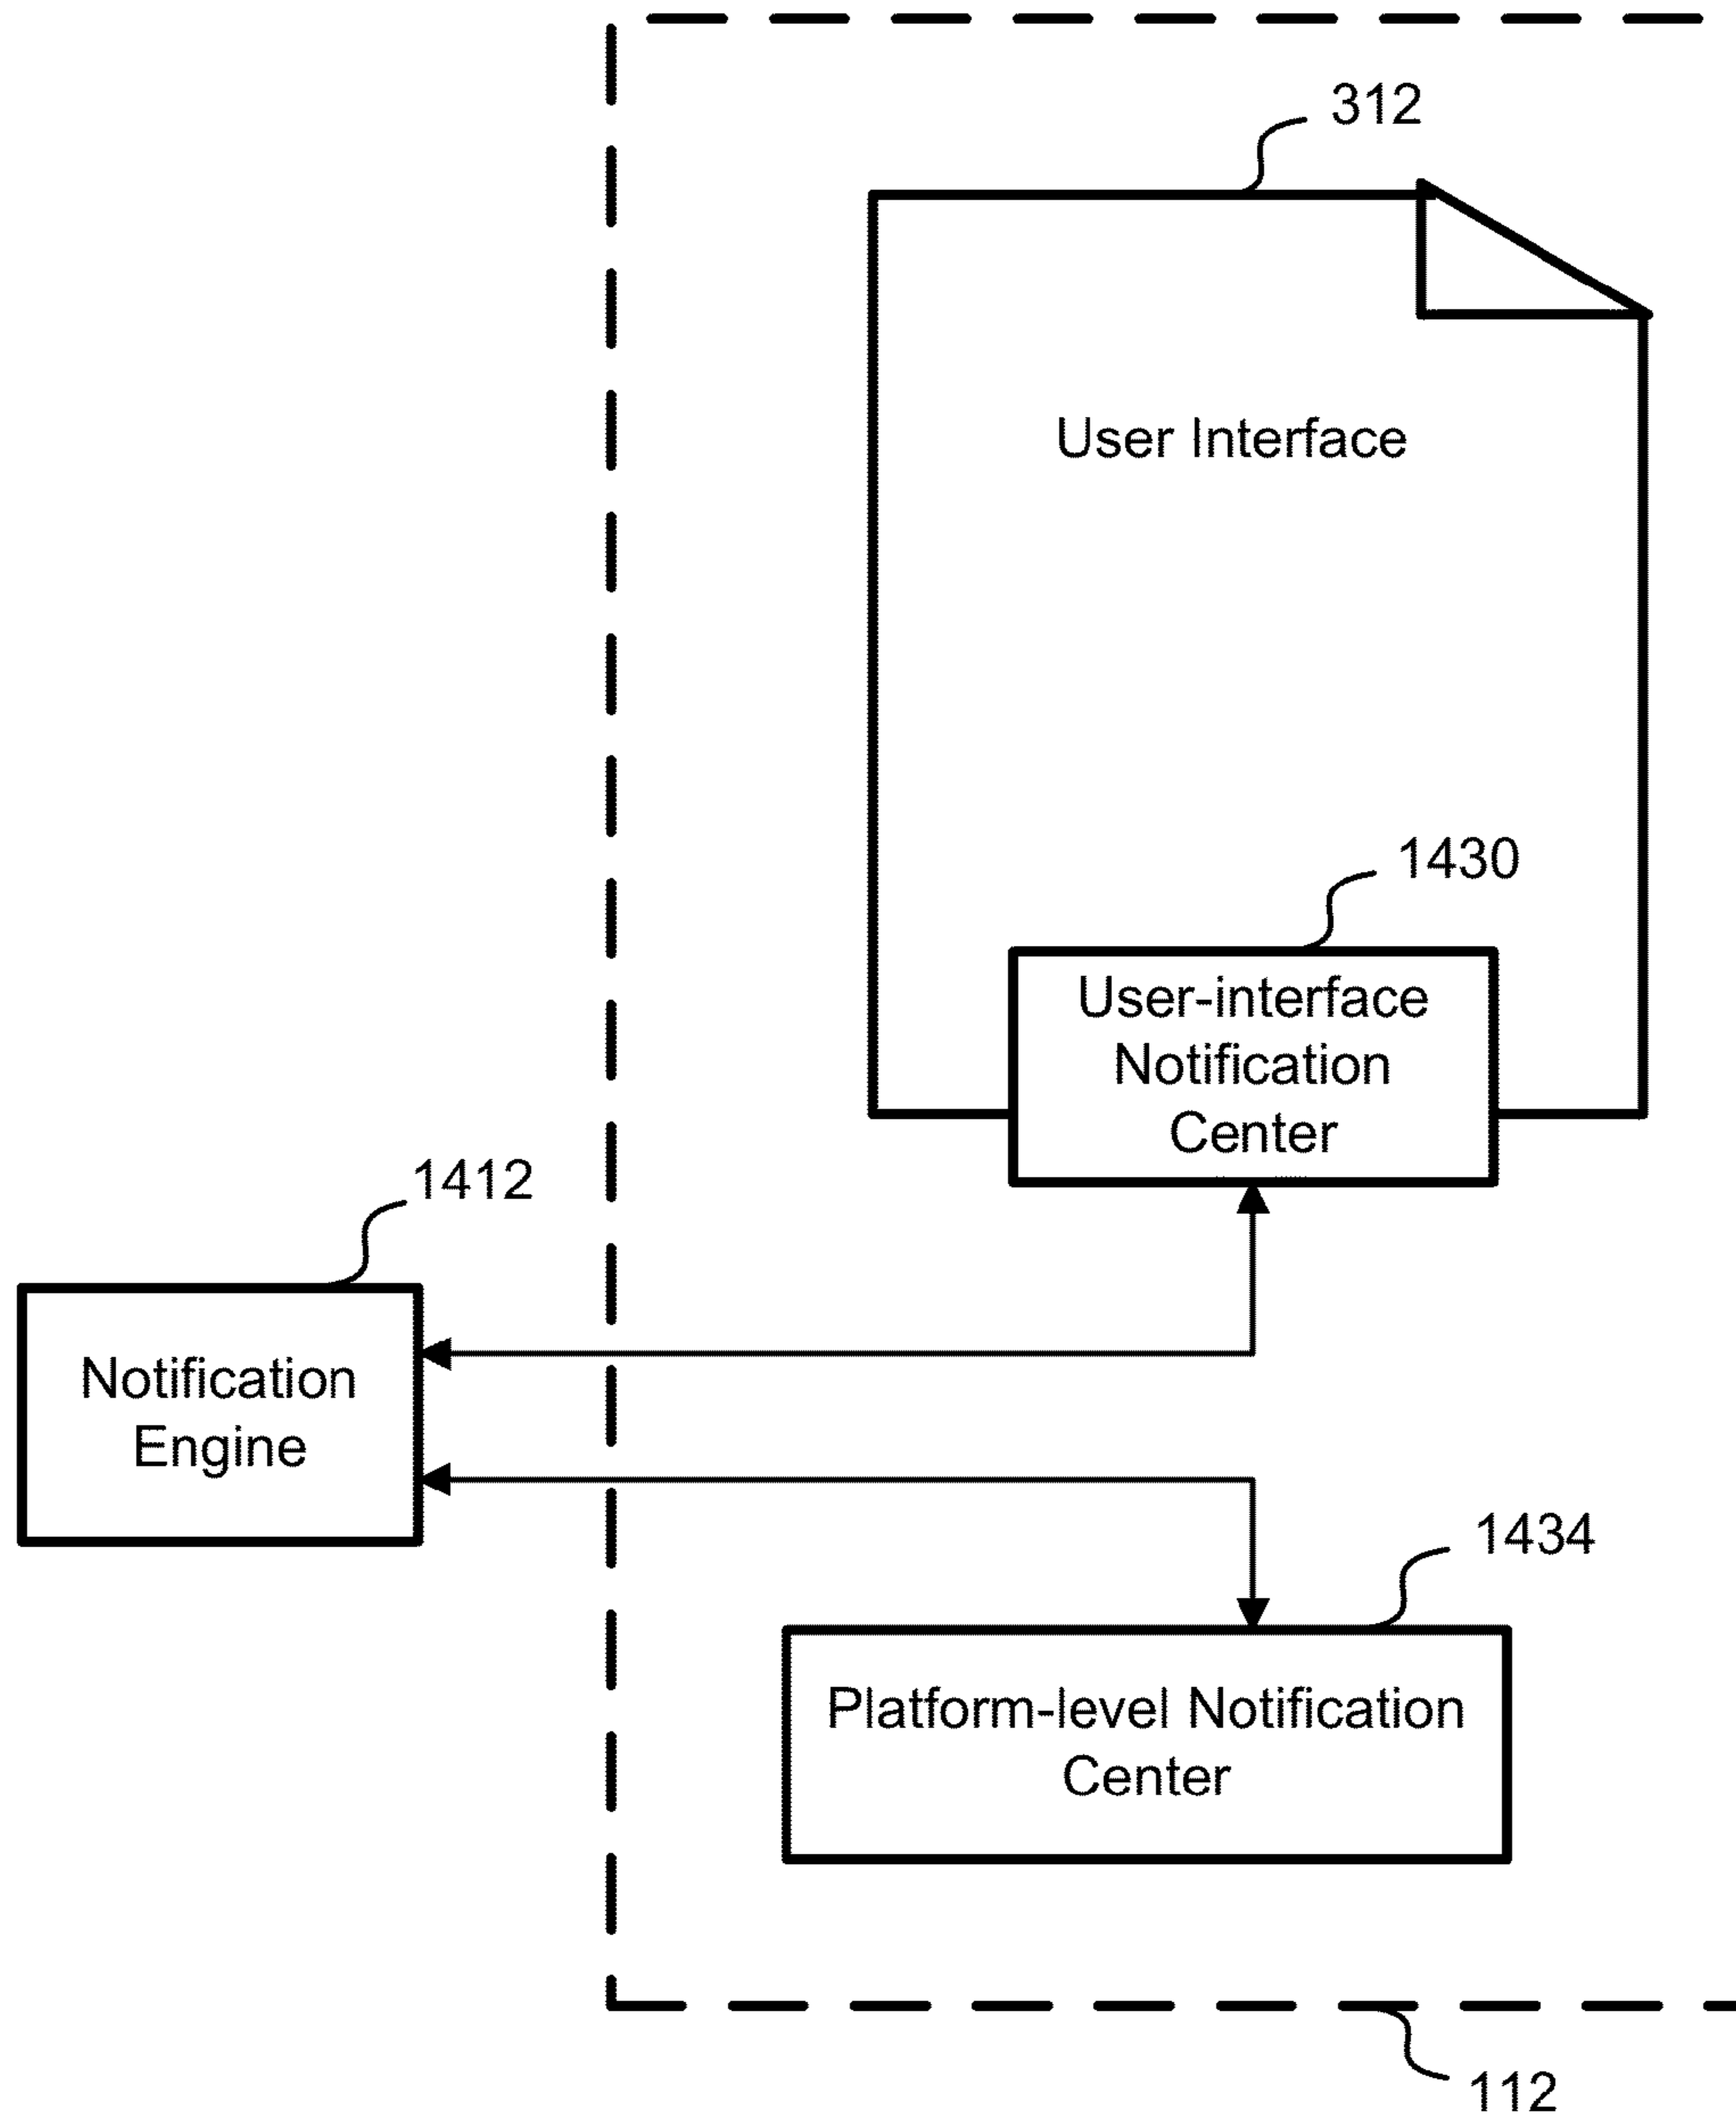 312
User Interface
1430
User-interface
Notification
Center
1412
Notification
Engine
1434
Platform-level Notification
Center
112